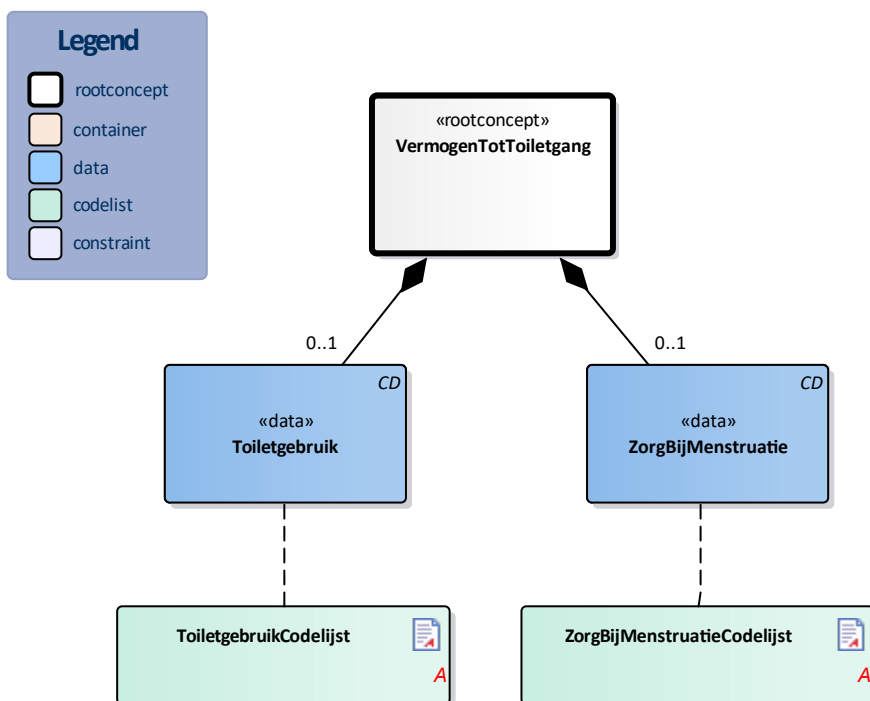 Legend
rootconcept
container
data
codelist
constraint
«rootconcept»
VermogenTotToiletgang
0..1
0..1
CD
«data»
Toiletgebruik
CD
«data»
ZorgBijMenstruatie
ToiletgebruikCodelijst
A
ZorgBijMenstruatieCodelijst
A